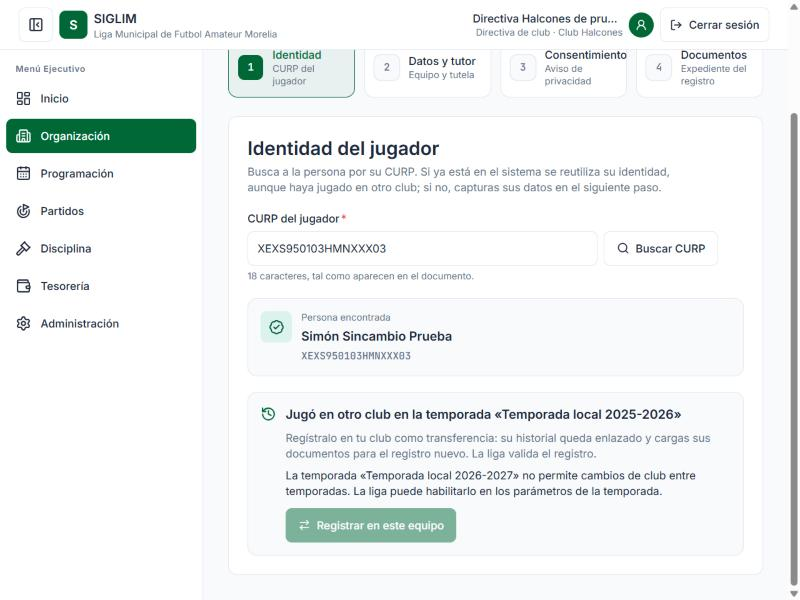 SIGLIM
S
Liga Municipal de Futbol Amateur Morelia
Directiva Halcones de pru...
Directiva de club · Club Halcones
Cerrar sesión
Menú Ejecutivo
Inicio
Organización
Programación
Partidos
Disciplina
Tesorería
Administración
1
Identidad
CURP del
jugador
2
Datos y tutor
Equipo y tutela
3
Consentimiento
Aviso de
privacidad
4
Documentos
Expediente del
registro
Identidad del jugador
Busca a la persona por su CURP. Si ya está en el sistema se reutiliza su identidad,
aunque haya jugado en otro club; si no, capturas sus datos en el siguiente paso.
CURP del jugador*
XEXS950103HMNXXX03
Buscar CURP
18 caracteres, tal como aparecen en el documento.
Persona encontrada
Simón Sincambio Prueba
XEXS950103HMNXXX03
Jugó en otro club en la temporada «Temporada local 2025-2026»
Regístralo en tu club como transferencia: su historial queda enlazado y cargas sus
documentos para el registro nuevo. La liga valida el registro.
La temporada «Temporada local 2026-2027» no permite cambios de club entre
temporadas. La liga puede habilitarlo en los parámetros de la temporada.
Registrar en este equipo